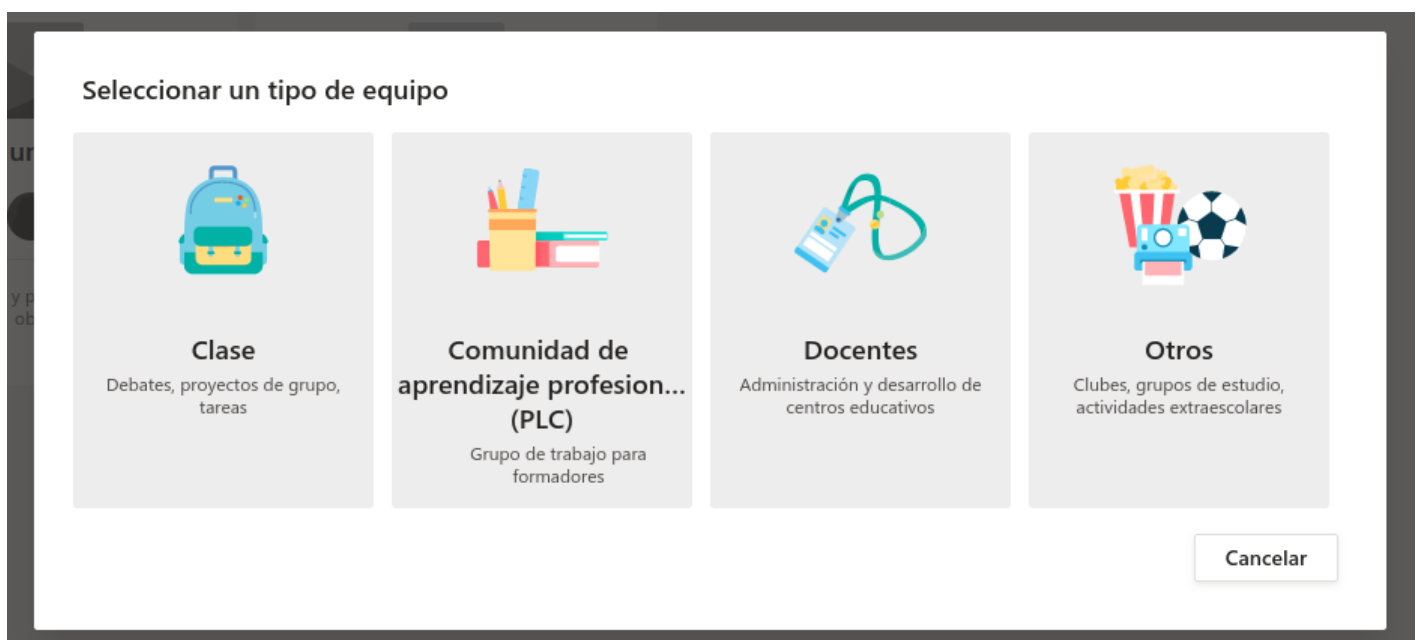 Seleccionar un tipo de equipo
Clase
Debates, proyectos de grupo,
tareas
Comunidad de
aprendizaje profesion...
(PLC)
Grupo de trabajo para
formadores
Docentes
Administración y desarrollo de
centros educativos
Otros
Clubes, grupos de estudio,
actividades extraescolares
Cancelar